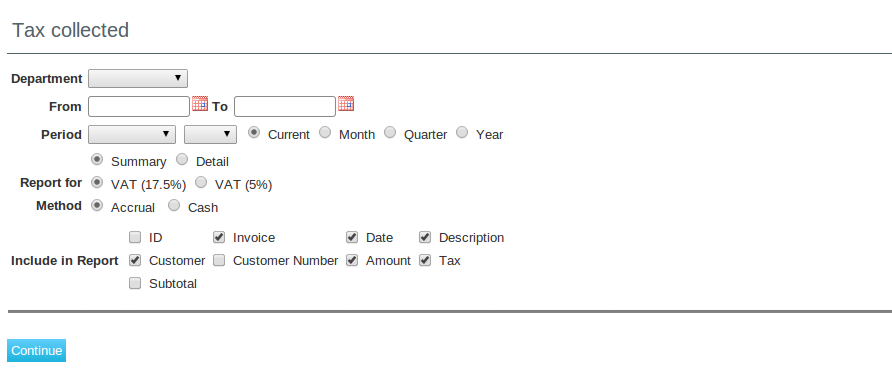 Tax collected
Department
From To
Period Current Month Quarter Year
Summary Detail
Report for VAT (17.5%) VAT (5%)
Method Accrual Cash
ID Invoice Date Description
Include in Report Customer Customer Number Amount Tax
Subtotal
Continue